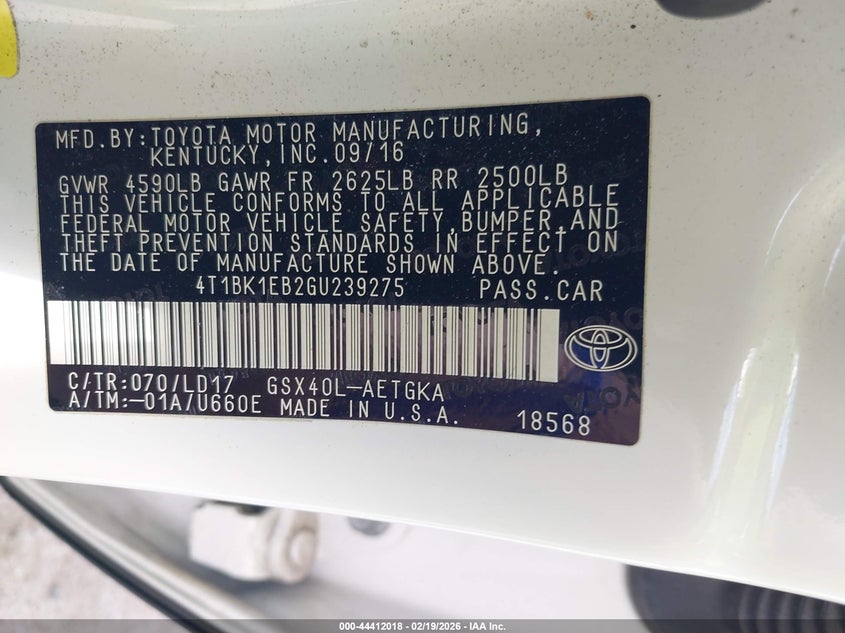 MFD.BY:TOYOTA MOTOR MANUFACTURING,
KENTUCKY,INC.09/16
GVWR 4590LB GAWR FR 2625LB RR 2500LB
THIS VEHICLE CONFORMS TO ALL APPLICABLE
FEDERAL MOTOR VEHICLE SAFETY,BUMPER,AND
THEFT PREVENTION STANDARDS IN EFFECT ON
THE DATE OF MANUFACTURE SHOWN ABOVE.
4T1BK1EB2GU239275 PASS.CAR
C/TR:070/LD17 GSX40L-AETGKA
A/TM:-01A/U660E MADE IN U.S.A. 18568
000-44412018 - 02/19/2026 - IAA Inc.